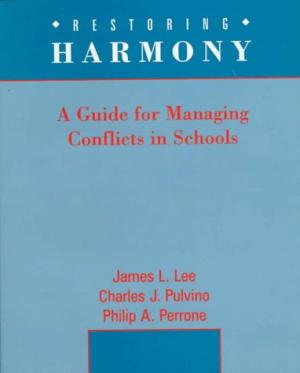 RESTORING
HARMONY
A Guide for Managing
Conflicts in Schools
James L. Lee
Charles J. Pulvino
Philip A. Perrone